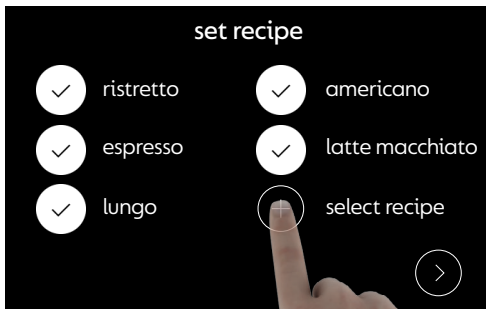 set recipe
ristretto
americano
espresso
latte macchiato
lungo
select recipe